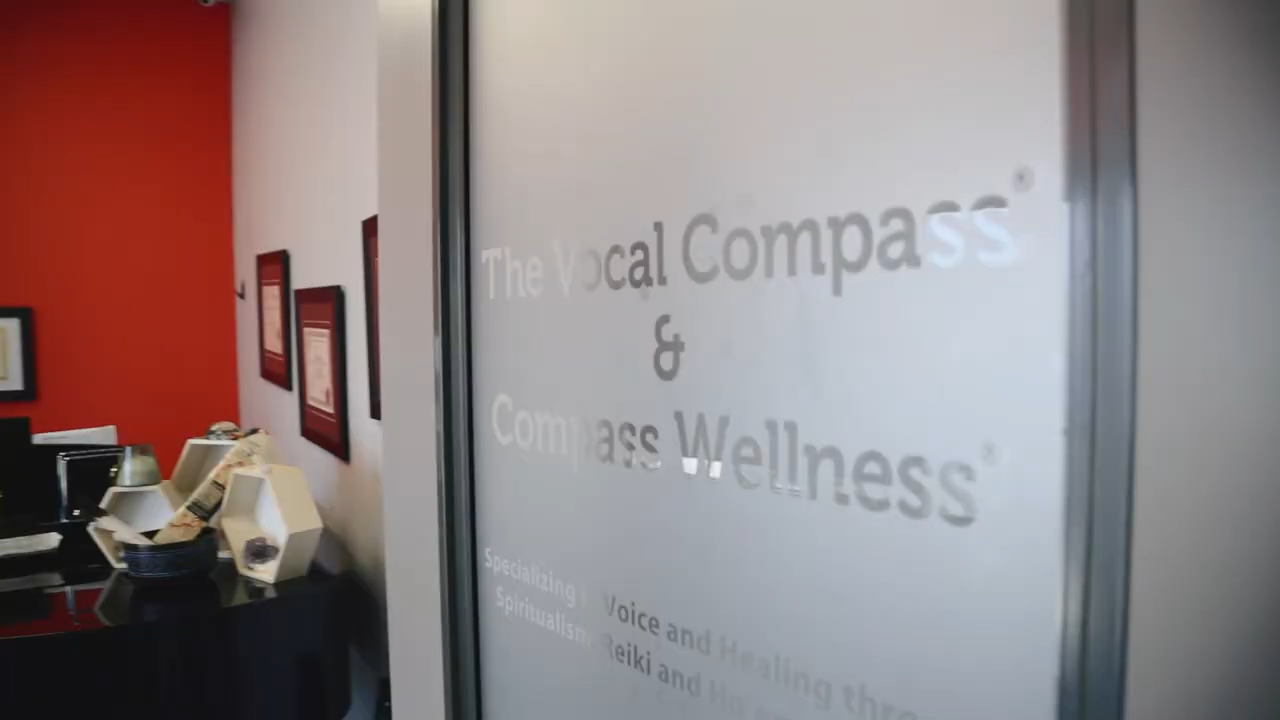 The Vocal Compass®
&
Compass Wellness®
Specializing Voice and Healing
Spiritualism Reiki and